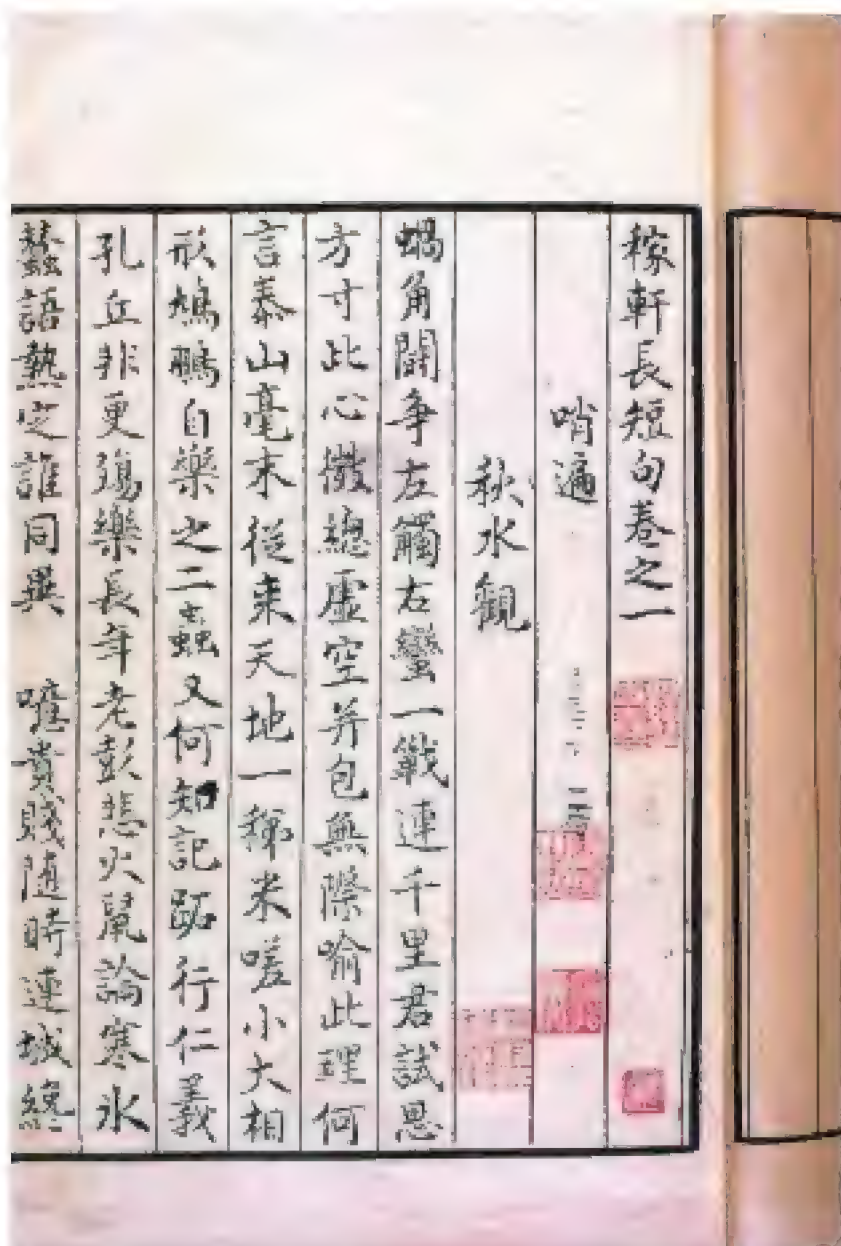 稼軒長短句卷之一
哨遍
秋水觀
蝸角鬪争左觸右蠻一戰連千里君試思
方寸此心微總虛空并包無際喻此理何
言泰山毫末從来天地一稊米嗟小大相
形鳩鵬自樂之二蟲又何知記跖行仁義
孔丘非更殤樂長年老彭悲火鼠論寒氷
蠶語熱定誰同異 噫貴賤隨時連城纔